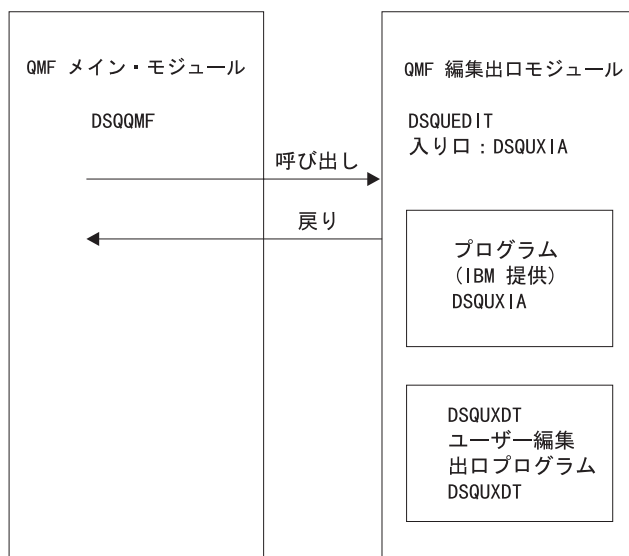 QMF メイン・モジュール
DSQQMF
呼び出し
戻り
QMF 編集出口モジュール
DSQUEDIT
入り口：DSQUXIA
プログラム
(IBM 提供)
DSQUXIA
DSQUXDT
ユーザー編集
出口プログラム
DSQUXDT